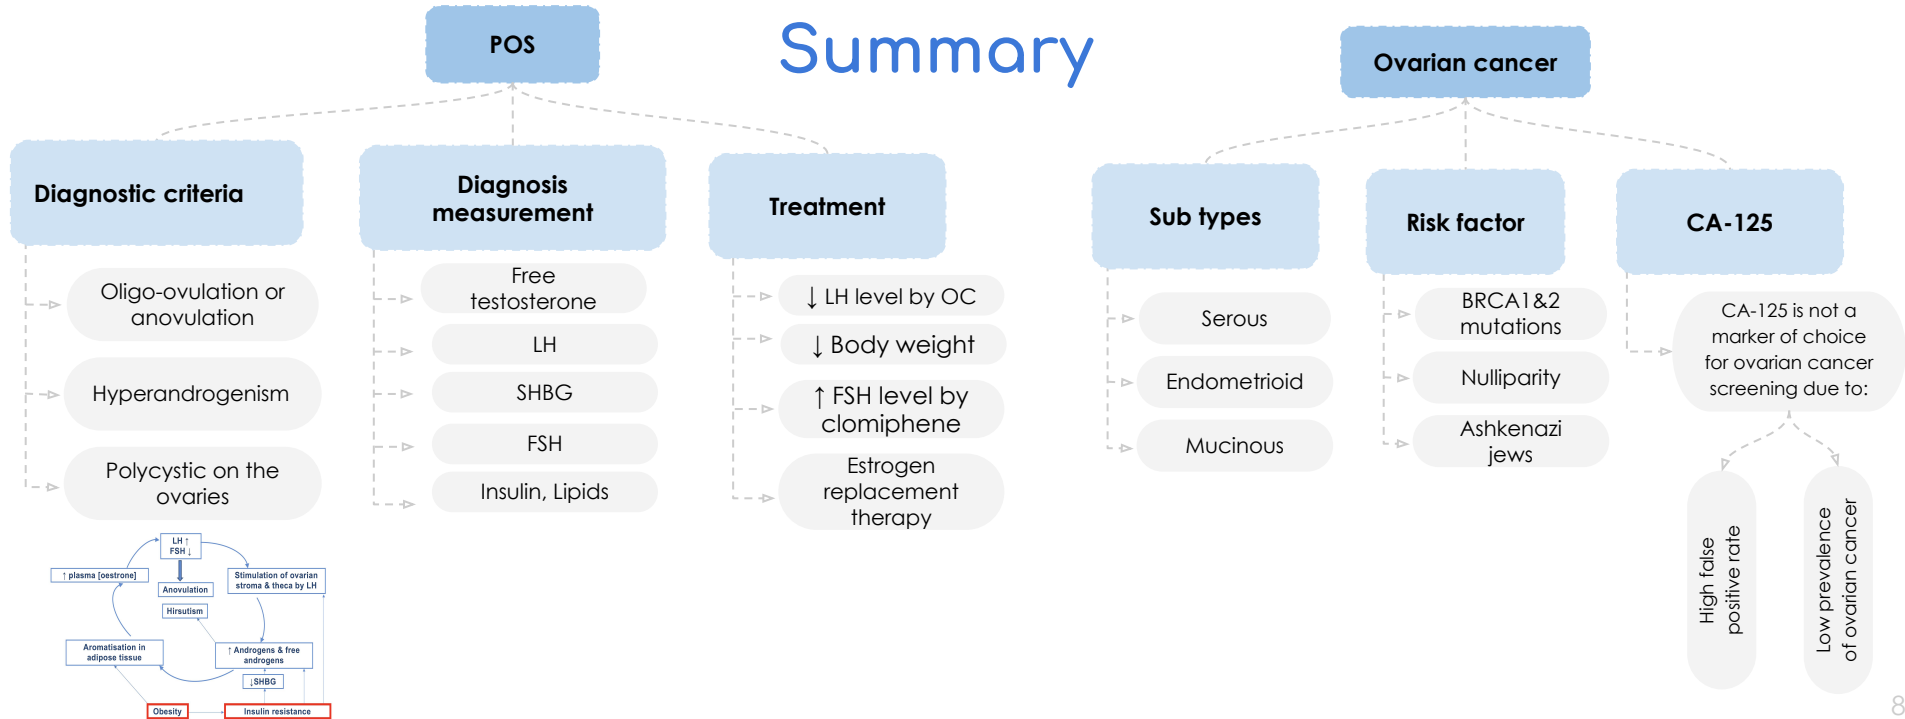 Summary
POS
Diagnostic criteria
Oligo-ovulation or
anovulation
Hyperandrogenism
Polycystic on the
ovaries
Diagnosis
measurement
Free
testosterone
LH
SHBG
FSH
Insulin, Lipids
Treatment
↓ LH level by OC
↓ Body weight
↑ FSH level by
clomiphene
Estrogen
replacement
therapy
LH ↑
FSH ↓
↑ plasma [oestrone]
Anovulation
Stimulation of ovarian
stroma & theca by LH
Hirsutism
Aromatisation in
adipose tissue
↑ Androgens & free
androgens
↓SHBG
Obesity
Insulin resistance
Ovarian cancer
Sub types
Serous
Endometrioid
Mucinous
Risk factor
BRCA1&2
mutations
Nulliparity
Ashkenazi
jews
CA-125
CA-125 is not a
marker of choice
for ovarian cancer
screening due to:
High false
positive rate
Low prevalence
of ovarian cancer
8